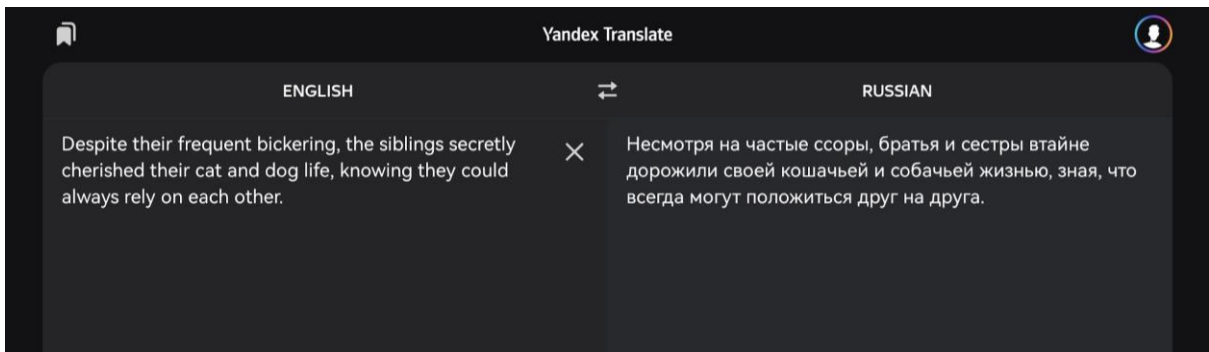 Yandex Translate
ENGLISH
RUSSIAN
Despite their frequent bickering, the siblings secretly
cherished their cat and dog life, knowing they could
always rely on each other.
Несмотря на частые ссоры, братья и сестры втайне
дорожили своей кошачьей и собачьей жизнью, зная, что
всегда могут положиться друг на друга.